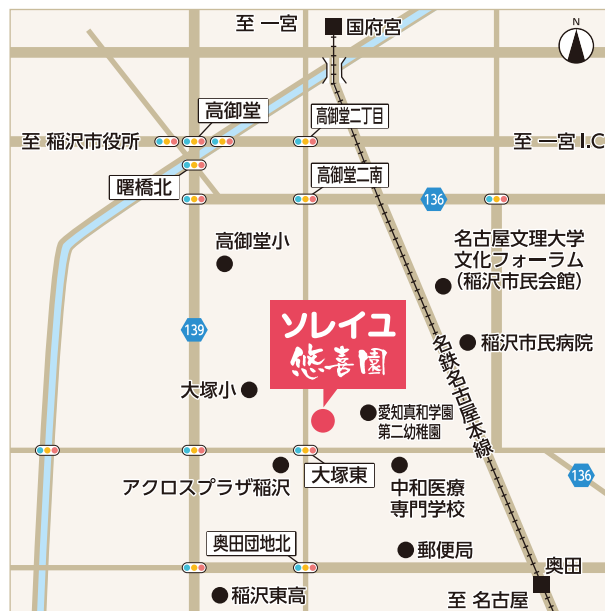 至 一宮
国府宮
N
高御堂
高御堂二丁目
至 稲沢市役所
至 一宮I.C
曙橋北
高御堂二南
136
高御堂小
名古屋文理大学
文化フォーラム
(稲沢市民会館)
139
ソレイユ
悠喜園
稲沢市民病院
名鉄名古屋本線
大塚小
愛知真和学園
第二幼稚園
アクロスプラザ稲沢
大塚東
中和医療
専門学校
136
奥田団地北
郵便局
奥田
稲沢東高
至 名古屋